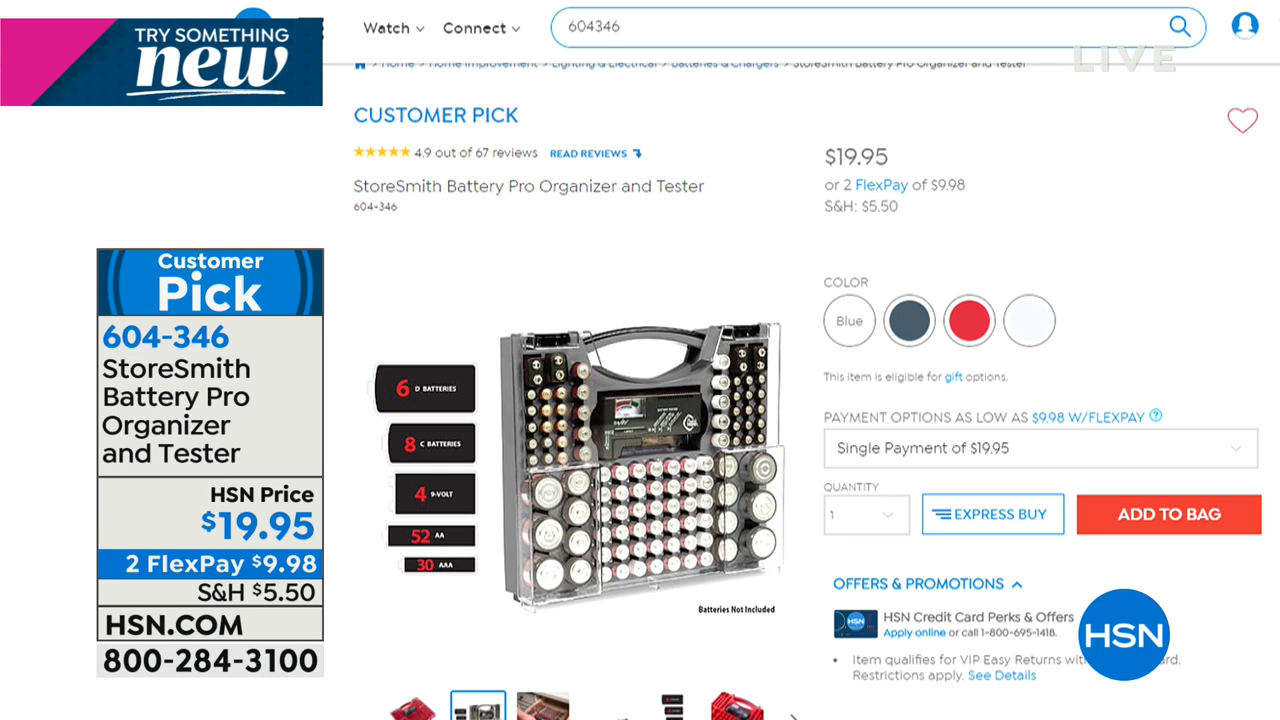 TRY SOMETHING
new
Watch
Connect
604346
LIVE
Home > Home Improvement > Lighting & Electrical > Batteries & Chargers > StoreSmith Battery Pro Organizer and Tester
CUSTOMER PICK
4.9 out of 67 reviews READ REVIEWS
StoreSmith Battery Pro Organizer and Tester
604-346
$19.95
or 2 FlexPay of $9.98
S&H: $5.50
COLOR
Blue
This item is eligible for gift options.
PAYMENT OPTIONS AS LOW AS $9.98 W/FLEXPAY ?
Single Payment of $19.95
QUANTITY
1
EXPRESS BUY
ADD TO BAG
OFFERS & PROMOTIONS
HSN
HSN Credit Card Perks & Offers
Apply online or call 1-800-695-1418.
• Item qualifies for VIP Easy Returns
Restrictions apply. See Details
HSN
6 D BATTERIES
8 C BATTERIES
4 9-VOLT
52 AA
30 AAA
Batteries Not Included
Customer
Pick
604-346
StoreSmith
Battery Pro
Organizer
and Tester
HSN Price
$19.95
2 FlexPay $9.98
S&H $5.50
HSN.COM
800-284-3100